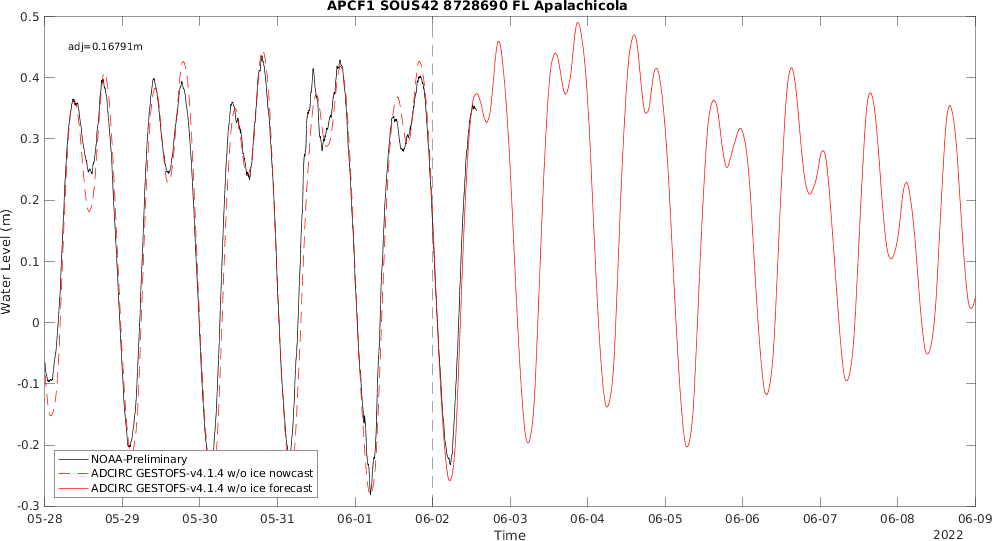 APCF1 SOUS42 8728690 FL Apalachicola
adj=0.16791m
Water Level (m)
0.5
0.4
0.3
0.2
0.1
0
-0.1
-0.2
-0.3
NOAA-Preliminary
ADCIRC GESTOFS-v4.1.4 w/o ice nowcast
ADCIRC GESTOFS-v4.1.4 w/o ice forecast
05-28 05-29 05-30 05-31 06-01 06-02 06-03 06-04 06-05 06-06 06-07 06-08 06-09
Time
2022